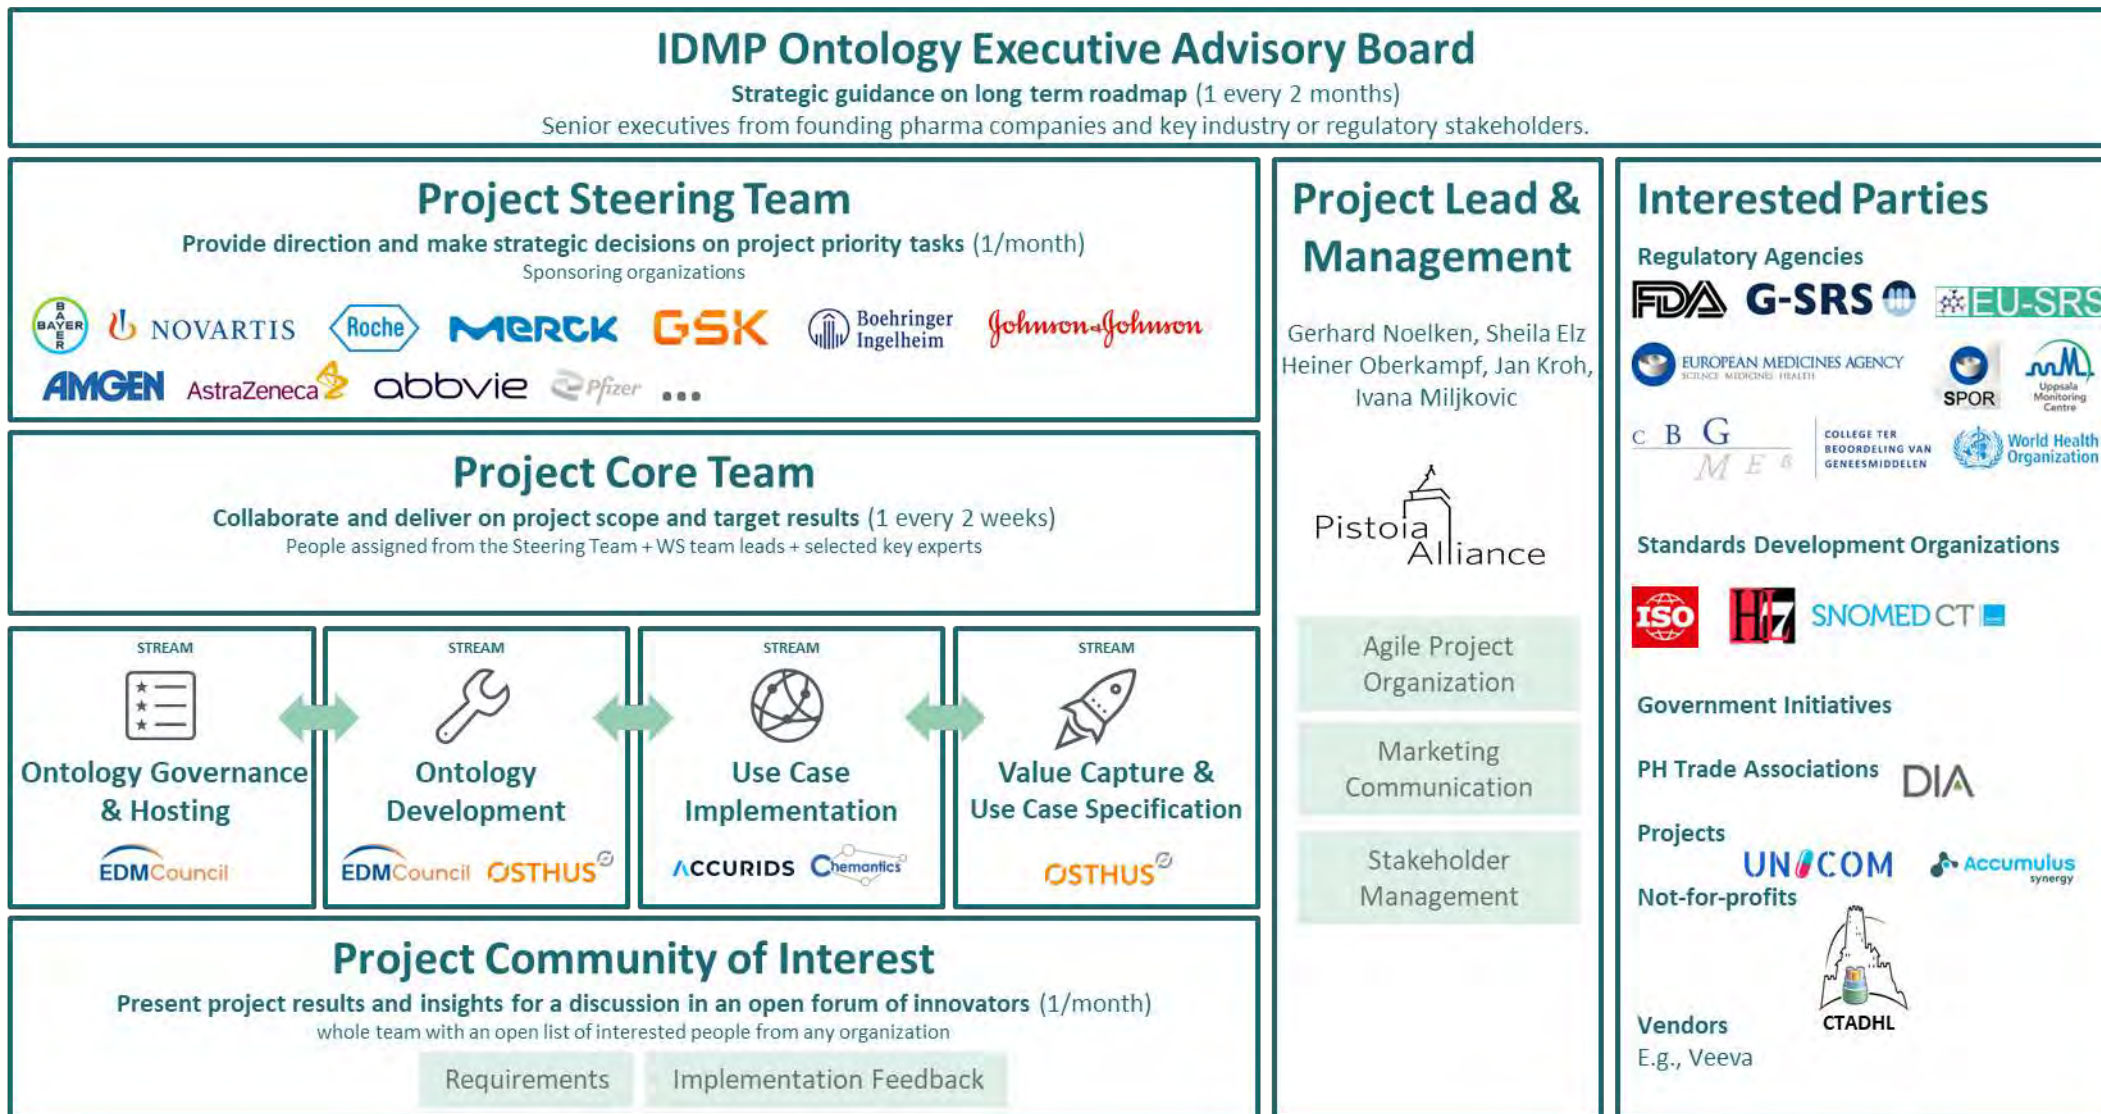 IDMP Ontology Executive Advisory Board
Strategic guidance on long term roadmap (1 every 2 months)
Senior executives from founding pharma companies and key industry or regulatory stakeholders.
Project Steering Team
Provide direction and make strategic decisions on project priority tasks (1/month)
Sponsoring organizations
BAYER
BAYER
NOVARTIS
Roche
MERCK
GSK
Boehringer
Ingelheim
Johnson&Johnson
AMGEN
AstraZeneca
abbvie
Pfizer
...
Project Core Team
Collaborate and deliver on project scope and target results (1 every 2 weeks)
People assigned from the Steering Team + WS team leads + selected key experts
STREAM
Ontology Governance
& Hosting
EDMCouncil
STREAM
Ontology
Development
EDMCouncil OSTHUS
STREAM
Use Case
Implementation
ACCURIDS Chemantics
STREAM
Value Capture &
Use Case Specification
OSTHUS
Project Community of Interest
Present project results and insights for a discussion in an open forum of innovators (1/month)
whole team with an open list of interested people from any organization
Requirements
Implementation Feedback
Project Lead &
Management
Gerhard Noelken, Sheila Elz
Heiner Oberkampf, Jan Kroh,
Ivana Miljkovic
Pistoia
Alliance
Agile Project
Organization
Marketing
Communication
Stakeholder
Management
Interested Parties
Regulatory Agencies
FDA
G-SRS
EU-SRS
EUROPEAN MEDICINES AGENCY
SCIENCE MEDICINES HEALTH
SPOR
Uppsala
Monitoring
Centre
C B G
M E B
COLLEGE TER
BEOORDELING VAN
GENEESMIDDELEN
World Health
Organization
Standards Development Organizations
ISO
HL7
SNOMED CT
Government Initiatives
PH Trade Associations
DIA
Projects
UNICOM
Accumulus
synergy
Not-for-profits
CTADHL
Vendors
E.g., Veeva